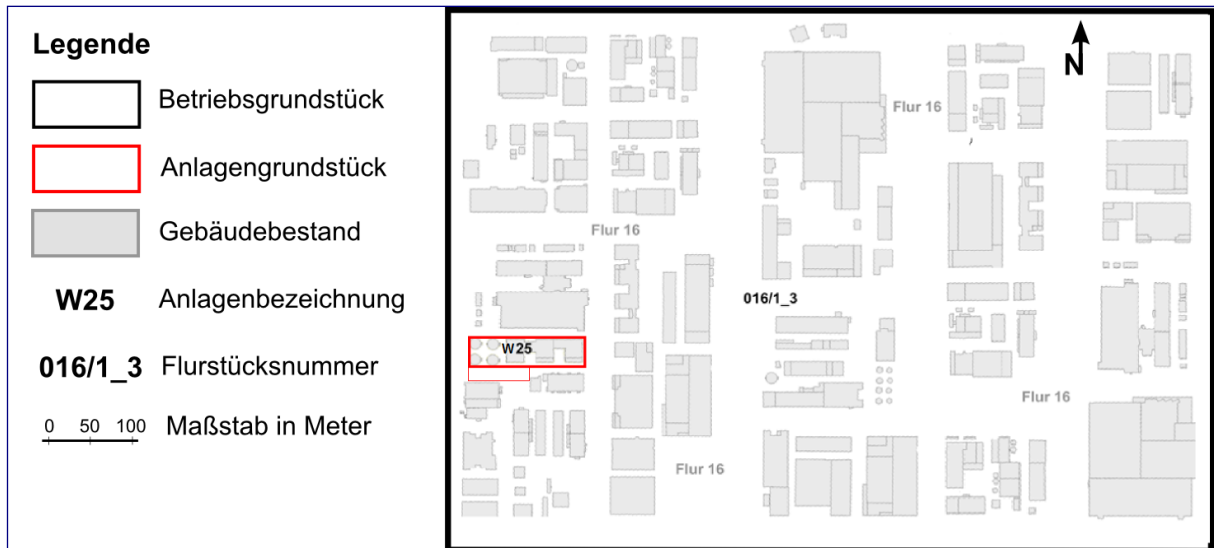 Legende
Betriebsgrundstück
Anlagengrundstück
Gebäudebestand
W25 Anlagenbezeichnung
016/1_3 Flurstücksnummer
0 50 100 Maßstab in Meter
N
Flur 16
Flur 16
016/1_3
W25
Flur 16
Flur 16